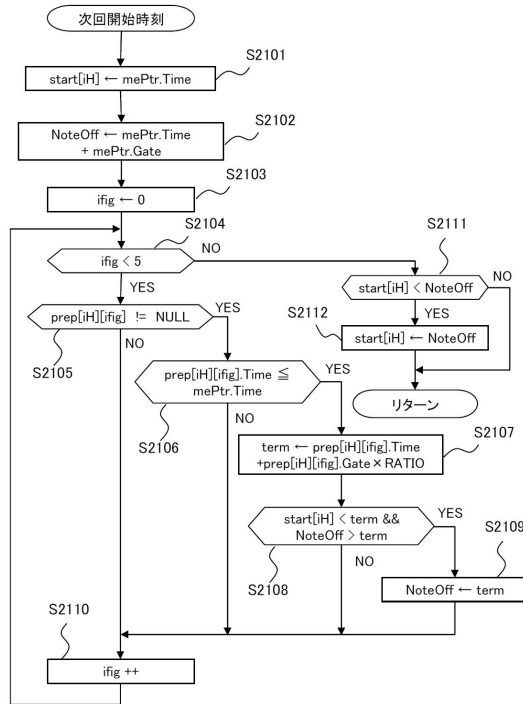 次回開始時刻
S2101
start[iH] ← mePtr.Time
S2102
NoteOff ← mePtr.Time
+ mePtr.Gate
S2103
ifig ← 0
S2104
ifig < 5
NO
YES
S2111
start[iH] < NoteOff
NO
YES
S2112
start[iH] ← NoteOff
リターン
prep[iH][ifig] != NULL
YES
NO
S2105
prep[iH][ifig].Time ≦
mePtr.Time
YES
NO
S2106
S2107
term ← prep[iH][ifig].Time
+prep[iH][ifig].Gate×RATIO
start[iH] < term &&
NoteOff > term
YES
NO
S2108
S2109
NoteOff ← term
S2110
ifig ++